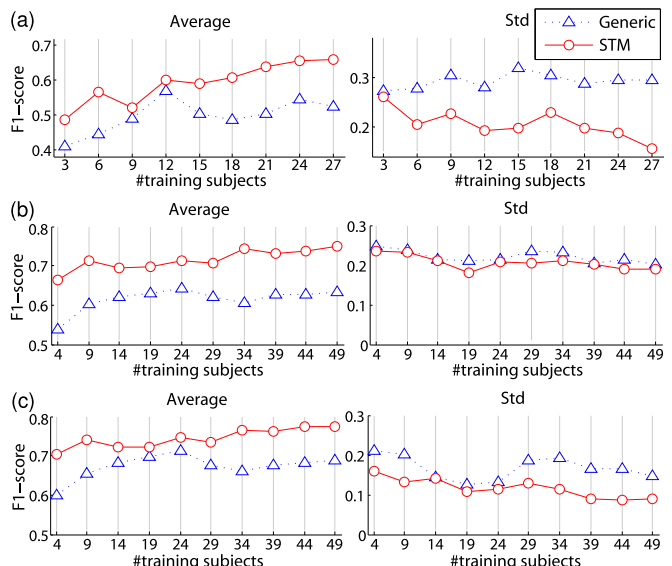 (a)
Average
Std
Generic
STM
F1-score
0.7
0.6
0.5
0.4
3 6 9 12 15 18 21 24 27
#training subjects
0.3
0.2
3 6 9 12 15 18 21 24 27
#training subjects
(b)
Average
Std
F1-score
0.8
0.7
0.6
0.5
4 9 14 19 24 29 34 39 44 49
#training subjects
0.3
0.2
0.1
0
4 9 14 19 24 29 34 39 44 49
#training subjects
(c)
Average
Std
F1-score
0.8
0.7
0.6
0.5
4 9 14 19 24 29 34 39 44 49
#training subjects
0.3
0.2
0.1
0
4 9 14 19 24 29 34 39 44 49
#training subjects